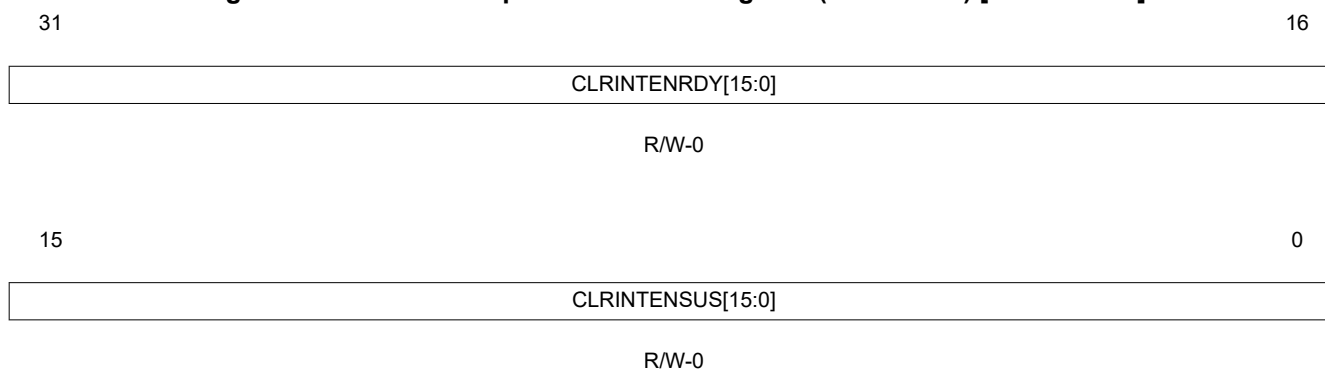 31 16
CLRINTENRDY[15:0]
R/W-0
15 0
CLRINTENSUS[15:0]
R/W-0